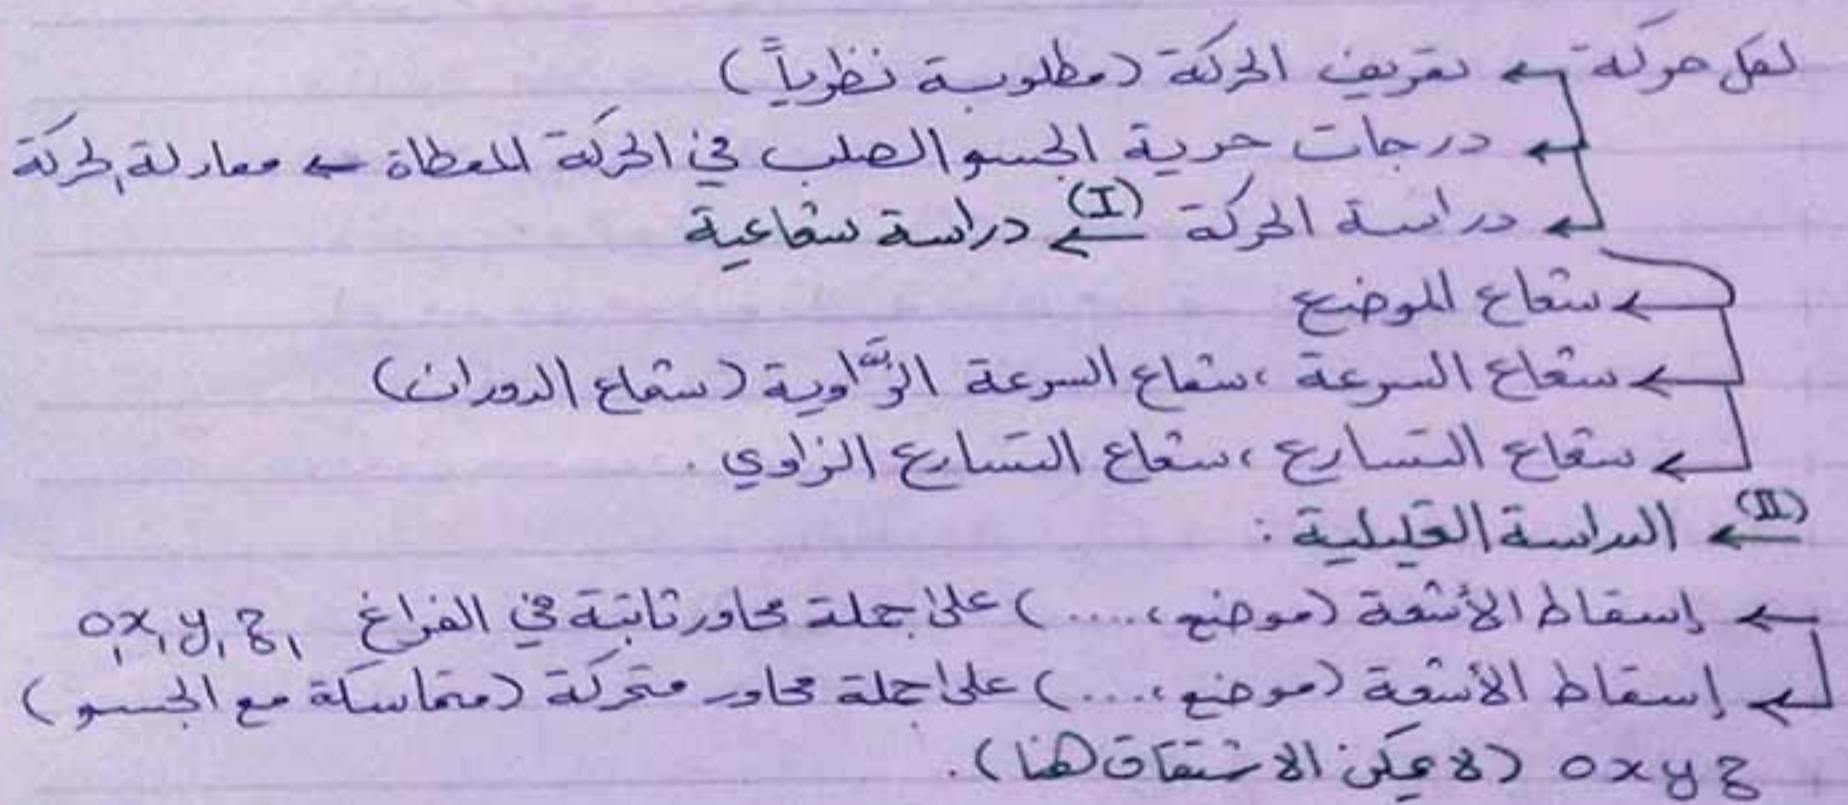 لكل حركة ← تعريف الحركة (مطلوبة نظرياً)
← درجات حرية الجسم الصلب في الحركة المعطاة ← معادلة الحركة
← دراسة الحركة (I) ← دراسة شعاعية
← شعاع الموضع
← شعاع السرعة ، شعاع السرعة الزاوية (شعاع الدوران)
← شعاع التسارع ، شعاع التسارع الزاوي .
(II) ← الدراسة التحليلية :
← إسقاط الأشعة (موضع ، ....) على جملة محاور ثابتة في الفراغ ox₁y₁z₁
← إسقاط الأشعة (موضع ، ....) على جملة محاور متحركة (متماسكة مع الجسم)
oxyz (لا يمكن الاشتقاق هنا).